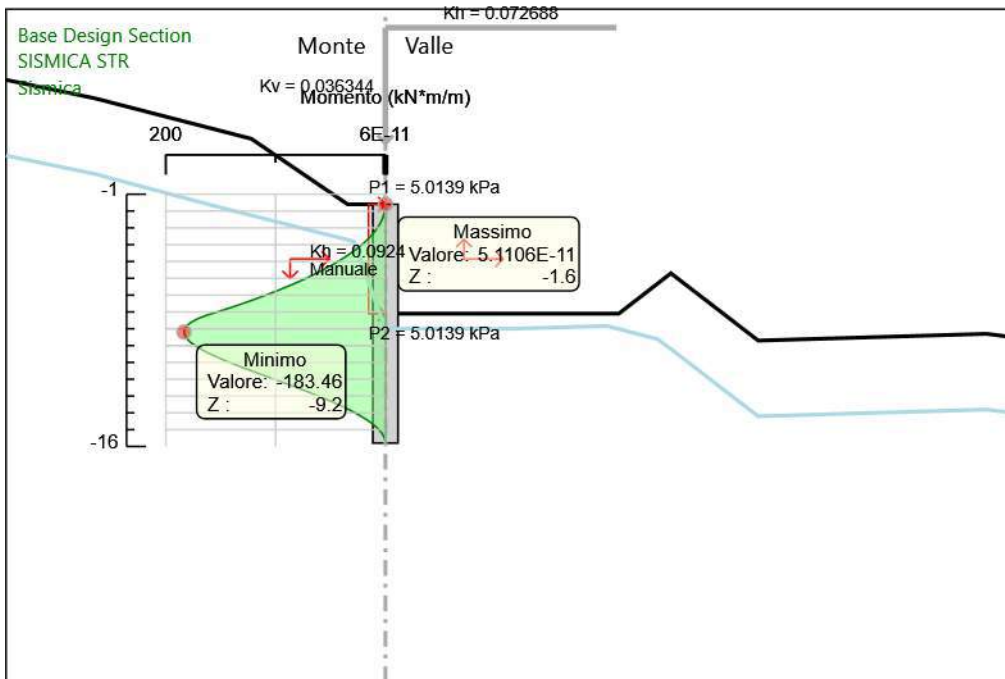 Kh = 0.072688
Base Design Section
SISMICA STR
Sismica
Monte
Valle
Kv = 0.036344
Momento (kN*m/m)
200
6E-11
-1
P1 = 5.0139 kPa
Massimo
Valore: 5.1106E-11
Z : -1.6
Kh = 0.0924
Manuale
P2 = 5.0139 kPa
Minimo
Valore: -183.46
Z : -9.2
-16